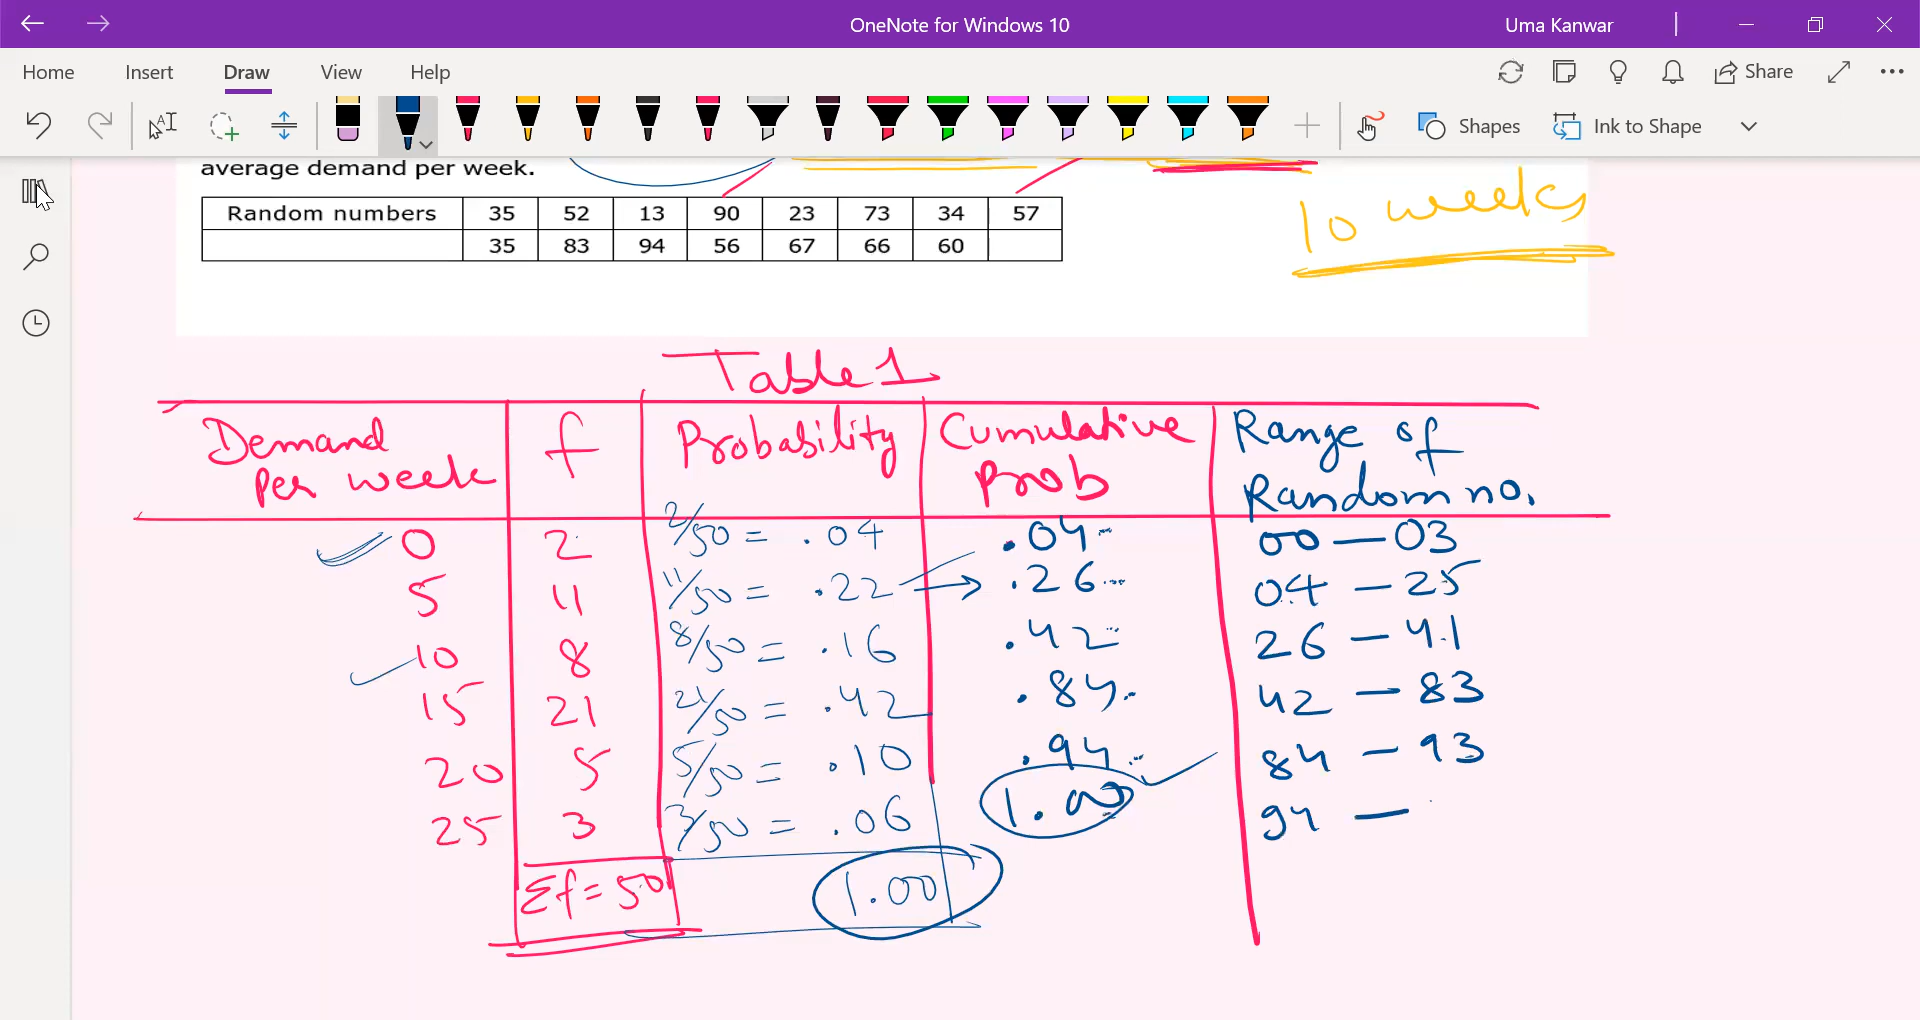 OneNote for Windows 10
Uma Kanwar
Home Insert Draw View Help
Share
Shapes
Ink to Shape
average demand per week.
Random numbers 35 52 13 90 23 73 34 57
35 83 94 56 67 66 60
10 weeks
Table 1
Demand Per week f Probability Cumulative Prob Range of Random no.
0 2 2/50 = .04 .04 00 — 03
5 11 11/50 = .22 .26 04 — 25
10 8 8/50 = .16 .42 26 — 41
15 21 21/50 = .42 .84 42 — 83
20 5 5/50 = .10 .94 84 — 93
25 3 3/50 = .06 1.00 94 —
Σf = 50 1.00